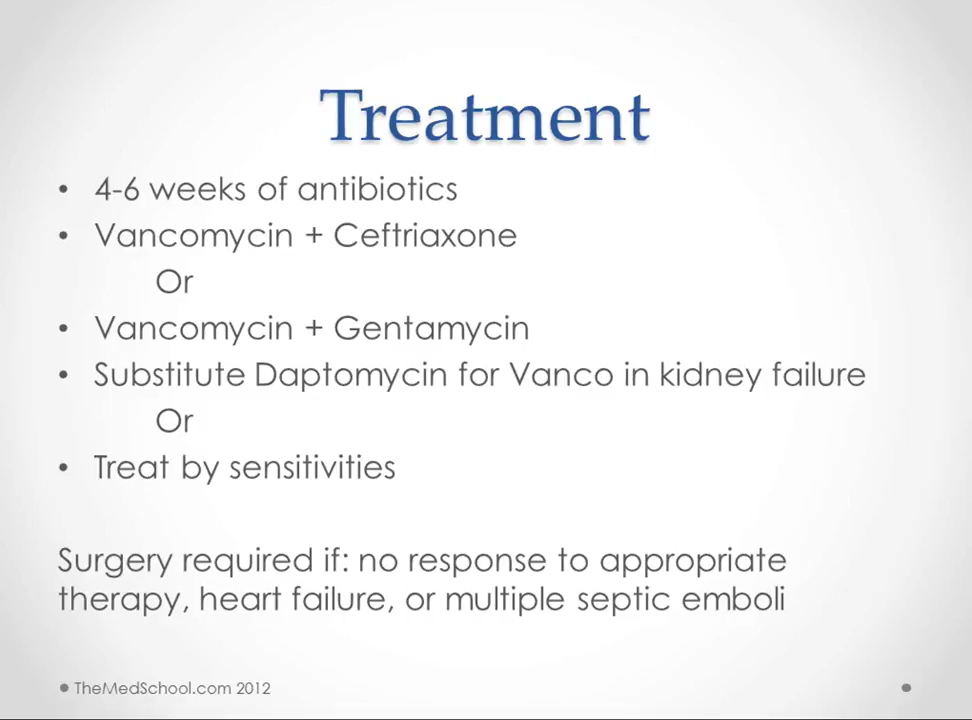 Treatment
• 4-6 weeks of antibiotics
• Vancomycin + Ceftriaxone
Or
• Vancomycin + Gentamycin
• Substitute Daptomycin for Vanco in kidney failure
Or
• Treat by sensitivities
Surgery required if: no response to appropriate
therapy, heart failure, or multiple septic emboli
TheMedSchool.com 2012